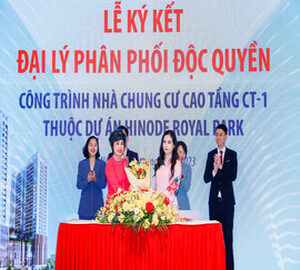 LỄ KÝ KẾT
ĐẠI LÝ PHÂN PHỐI ĐỘC QUYỀN
CÔNG TRÌNH NHÀ CHUNG CƯ CAO TẦNG CT-1
THUỘC DỰ ÁN HINODE ROYAL PARK